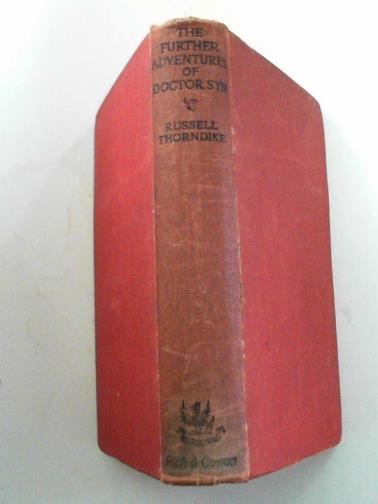 THE
FURTHER
ADVENTURES
OF
DOCTOR SYN
RUSSELL
THORNDIKE
Rich & Cowan